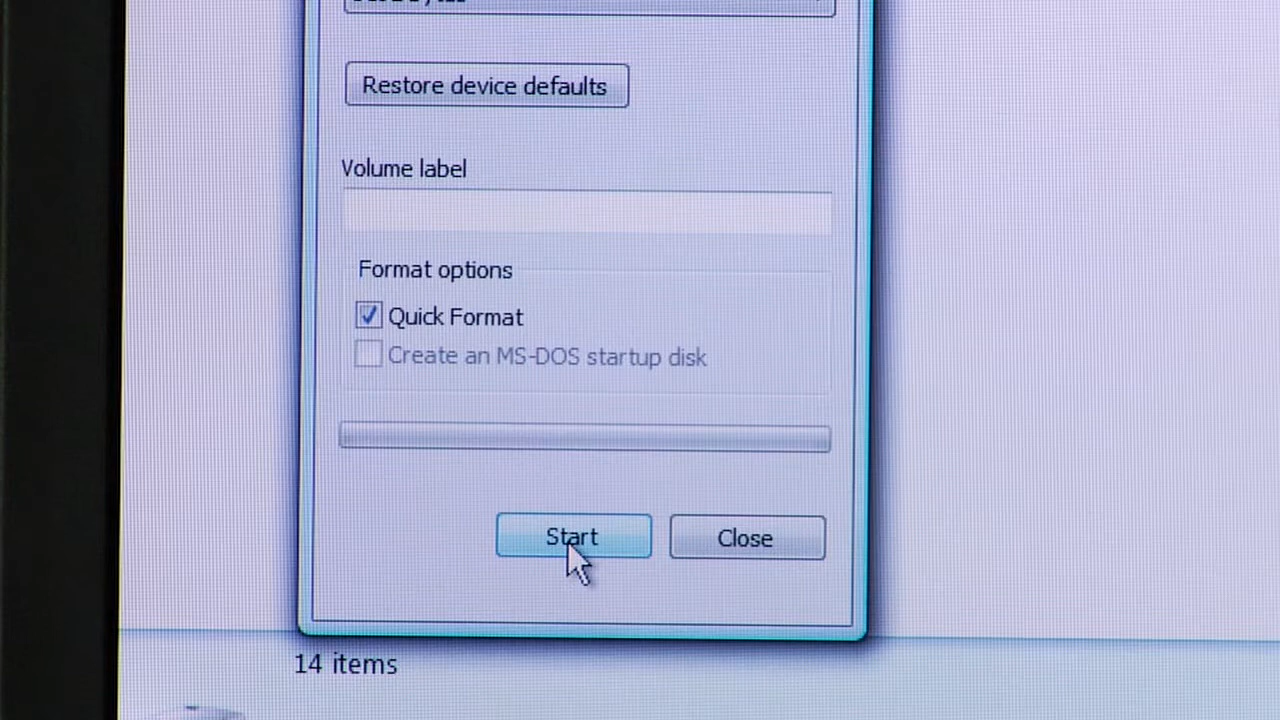 Restore device defaults
Volume label
Format options
Quick Format
Create an MS-DOS startup disk
Start
Close
14 items